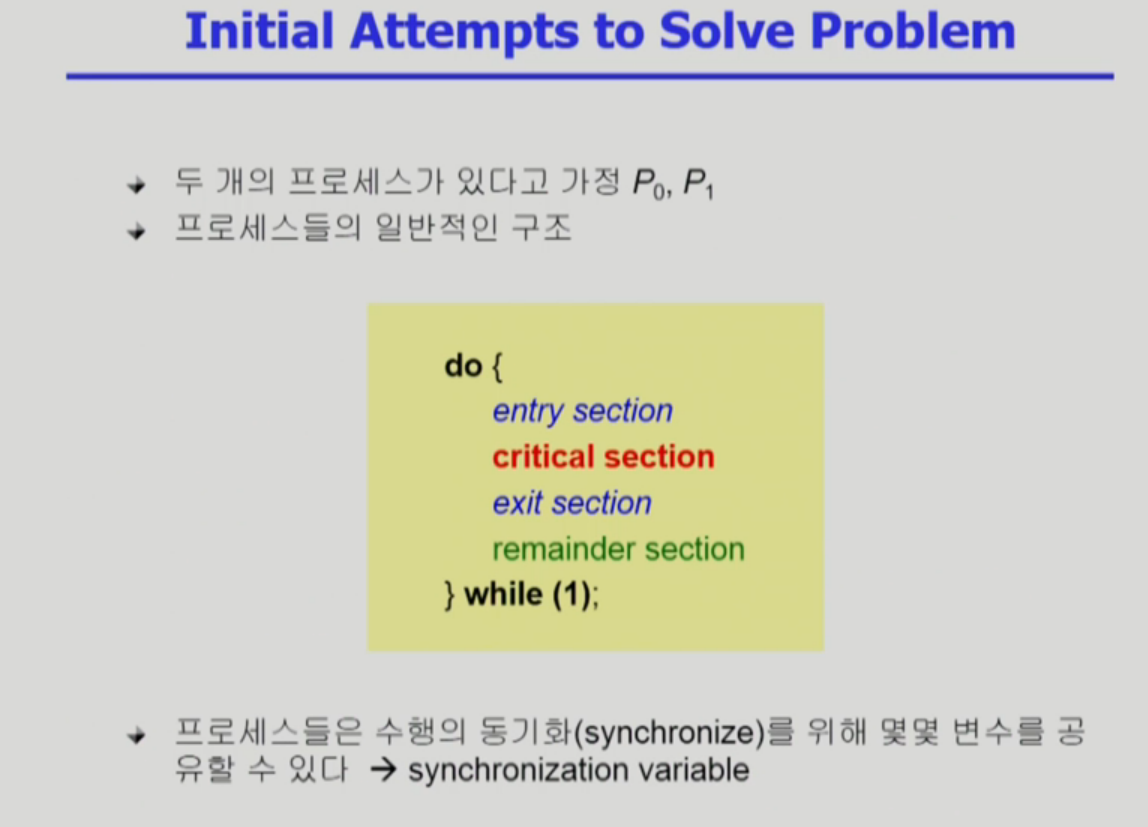 Initial Attempts to Solve Problem
두 개의 프로세스가 있다고 가정 P0, P1
프로세스들의 일반적인 구조
do {
entry section
critical section
exit section
remainder section
} while (1);
프로세스들은 수행의 동기화(synchronize)를 위해 몇몇 변수를 공
유할 수 있다 → synchronization variable